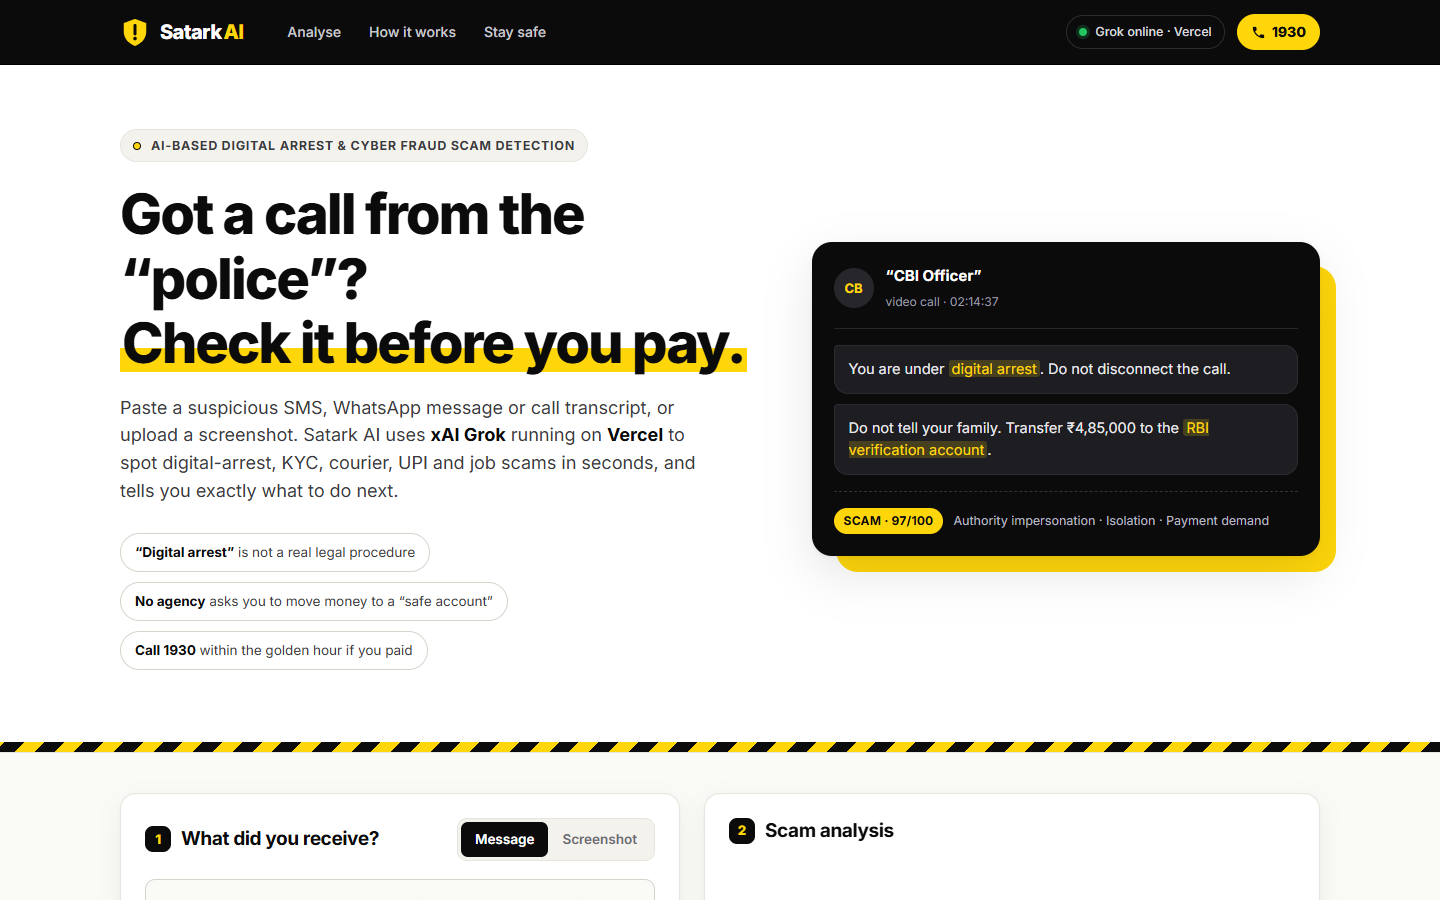 Satark AI
Analyse
How it works
Stay safe
Grok online · Vercel
1930
AI-BASED DIGITAL ARREST & CYBER FRAUD SCAM DETECTION
Got a call from the
“police”?
Check it before you pay.
Paste a suspicious SMS, WhatsApp message or call transcript, or
upload a screenshot. Satark AI uses xAI Grok running on Vercel to
spot digital-arrest, KYC, courier, UPI and job scams in seconds, and
tells you exactly what to do next.
“Digital arrest” is not a real legal procedure
No agency asks you to move money to a “safe account”
Call 1930 within the golden hour if you paid
CB
“CBI Officer”
video call · 02:14:37
You are under digital arrest. Do not disconnect the call.
Do not tell your family. Transfer ₹4,85,000 to the RBI
verification account.
SCAM · 97/100
Authority impersonation · Isolation · Payment demand
1
What did you receive?
Message
Screenshot
2
Scam analysis